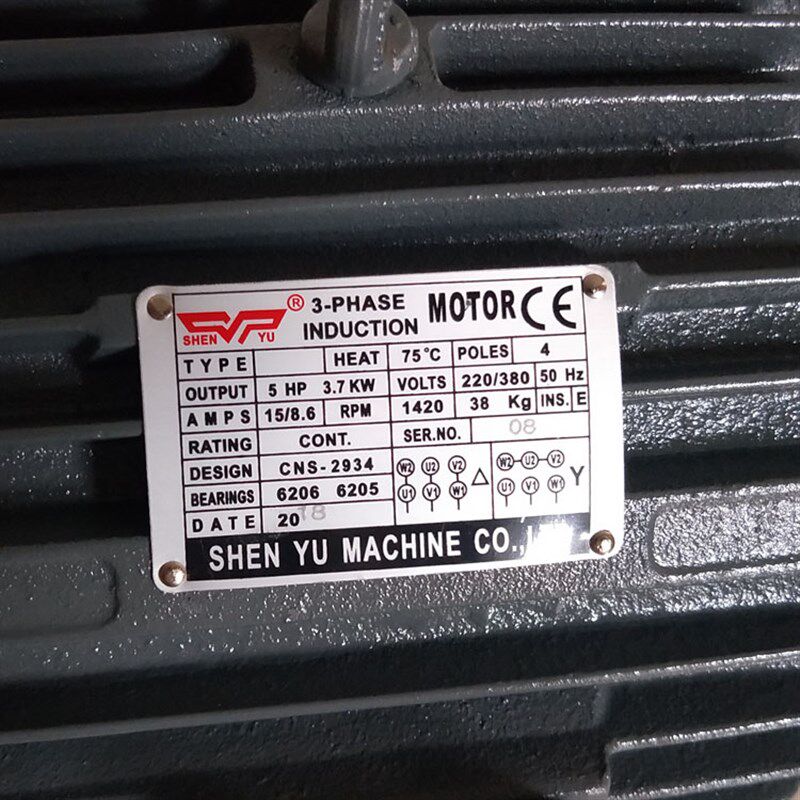 SHEN YU ® 3-PHASE INDUCTION MOTOR CE
TYPE HEAT 75°C POLES 4
OUTPUT 5 HP 3.7 KW VOLTS 220/380 50 Hz
AMPS 15/8.6 RPM 1420 38 Kg INS. E
RATING CONT. SER.NO. 08
DESIGN CNS-2934
BEARINGS 6206 6205
W2 U2 V2 △ W2 U2 V2 Y
U1 V1 W1 U1 V1 W1
DATE 2018
SHEN YU MACHINE CO.,